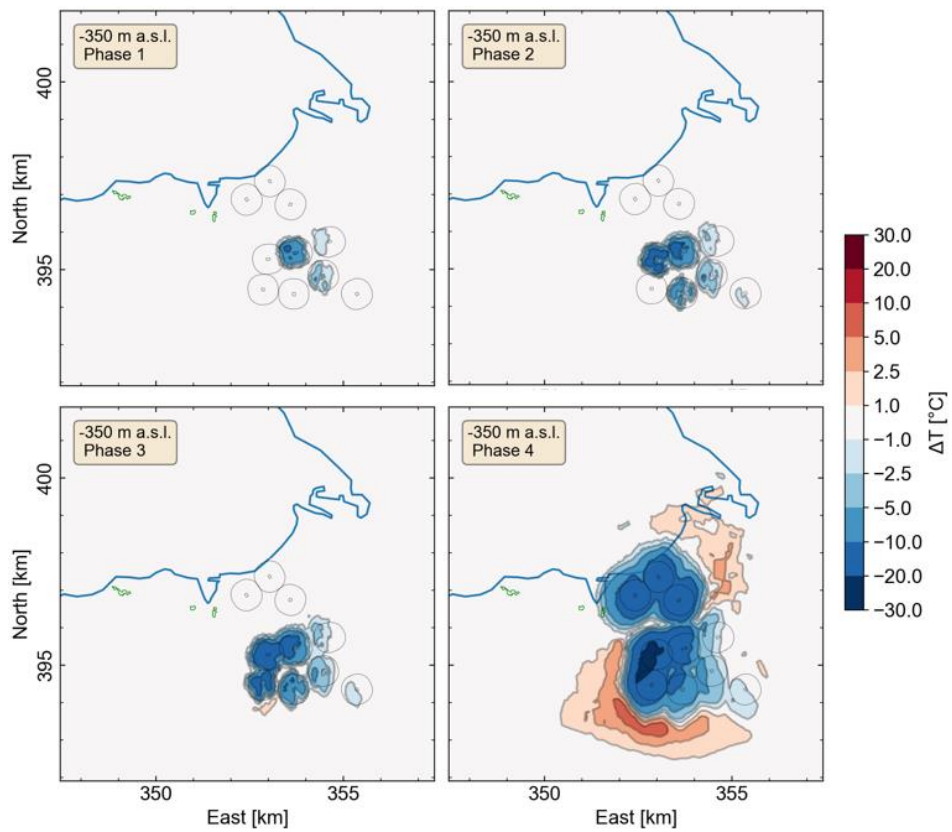 -350 m a.s.l.
Phase 1
-350 m a.s.l.
Phase 2
400
395
North [km]
30.0
20.0
10.0
5.0
2.5
1.0
−1.0
−2.5
−5.0
−10.0
−20.0
−30.0
ΔT [°C]
-350 m a.s.l.
Phase 3
-350 m a.s.l.
Phase 4
400
395
North [km]
350
355
350
355
East [km]
East [km]